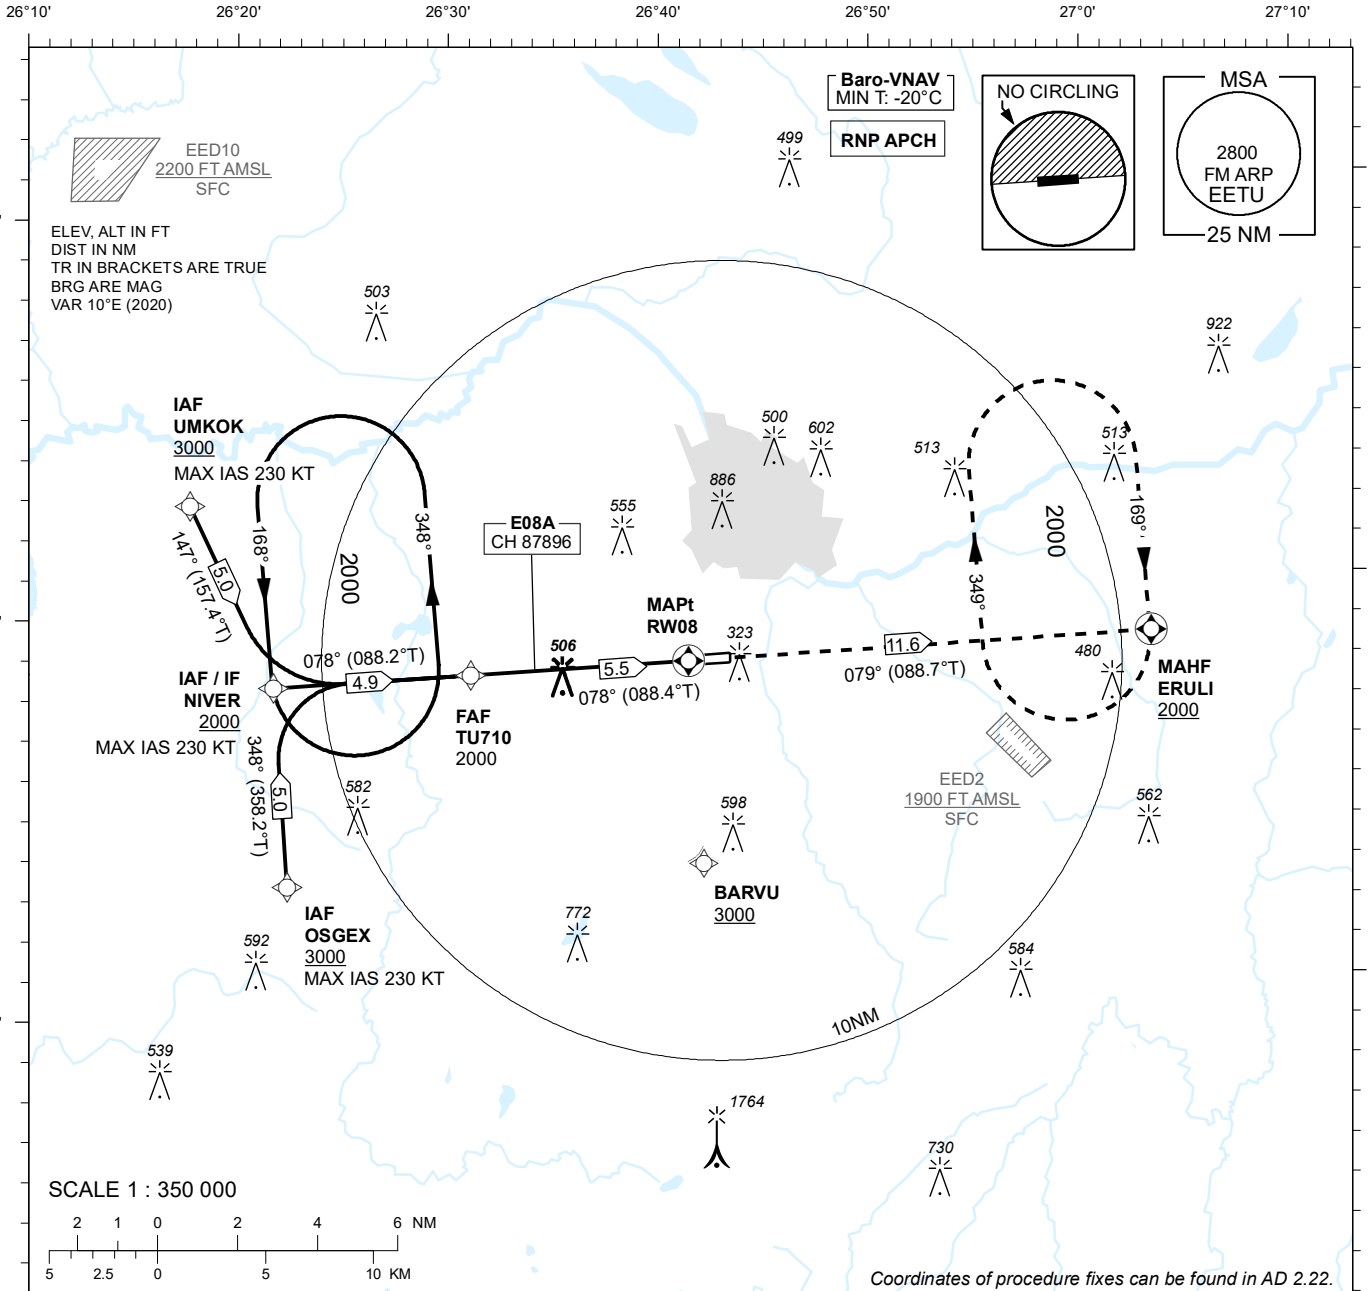 26°10'
26°20'
26°30'
26°40'
26°50'
27°0'
27°10'
Baro-VNAV
MIN T: -20°C
RNP APCH
NO CIRCLING
MSA
2800
FM ARP
EETU
25 NM
EED10
2200 FT AMSL
SFC
ELEV, ALT IN FT
DIST IN NM
TR IN BRACKETS ARE TRUE
BRG ARE MAG
VAR 10°E (2020)
499
503
922
IAF
UMKOK
3000
MAX IAS 230 KT
500
602
513
513
886
555
168°
348°
2000
147° (157.4°T)
5.0
E08A
CH 87896
2000
169°
349°
MAPt
RW08
323
506
078° (088.2°T)
4.9
5.5
078° (088.4°T)
11.6
079° (088.7°T)
480
MAHF
ERULI
2000
IAF / IF
NIVER
2000
MAX IAS 230 KT
FAF
TU710
2000
348° (358.2°T)
5.0
582
EED2
1900 FT AMSL
SFC
562
598
BARVU
3000
IAF
OSGEX
3000
MAX IAS 230 KT
592
772
584
10NM
539
1764
730
SCALE 1 : 350 000
2 1 0 2 4 6 NM
5 2.5 0 5 10 KM
Coordinates of procedure fixes can be found in AD 2.22.